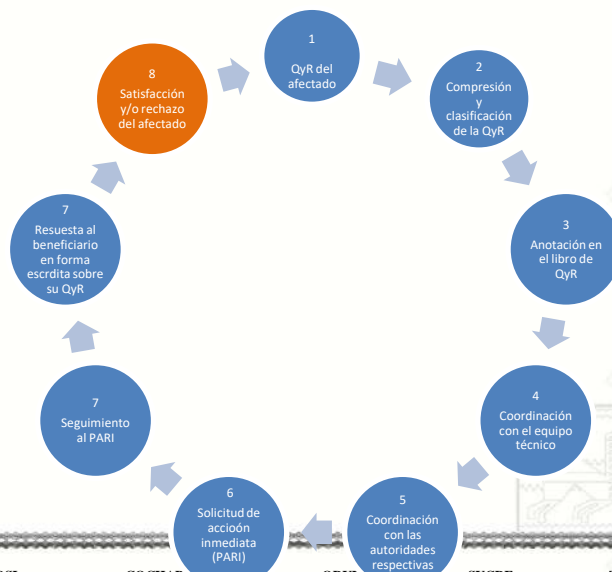 1
QyR del
afectado
2
Compresión
y
clasificación
de la QyR
3
Anotación en
el libro de
QyR
4
Coordinación
con el equipo
técnico
5
Coordinación
con las
autoridades
respectivas
6
Solicitud de
accioón
inmediata
(PARI)
7
Seguimiento
al PARI
7
Resuesta al
beneficiario
en forma
escrdita sobre
su QyR
8
Satisfacción
y/o rechazo
del afectado